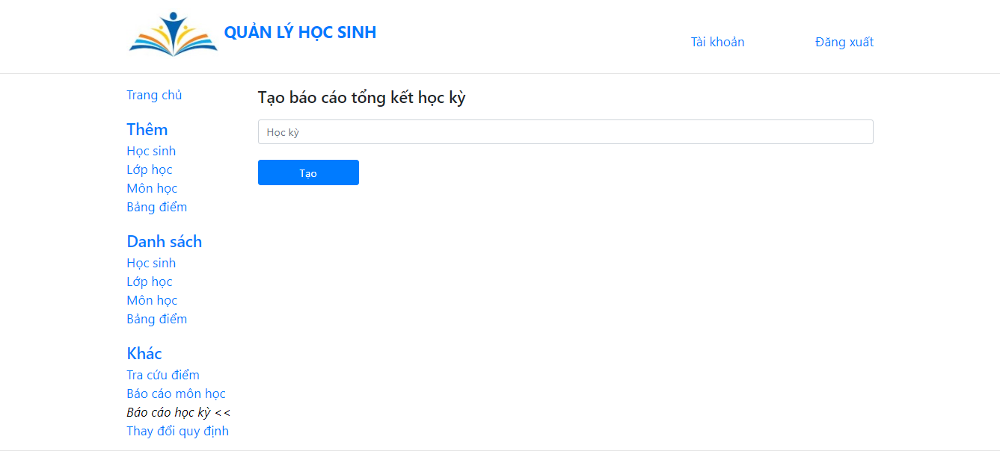 QUẢN LÝ HỌC SINH
Tài khoản
Đăng xuất
Trang chủ
Thêm
Học sinh
Lớp học
Môn học
Bảng điểm
Danh sách
Học sinh
Lớp học
Môn học
Bảng điểm
Khác
Tra cứu điểm
Báo cáo môn học
Báo cáo học kỳ <<
Thay đổi quy định
Tạo báo cáo tổng kết học kỳ
Học kỳ
Tạo